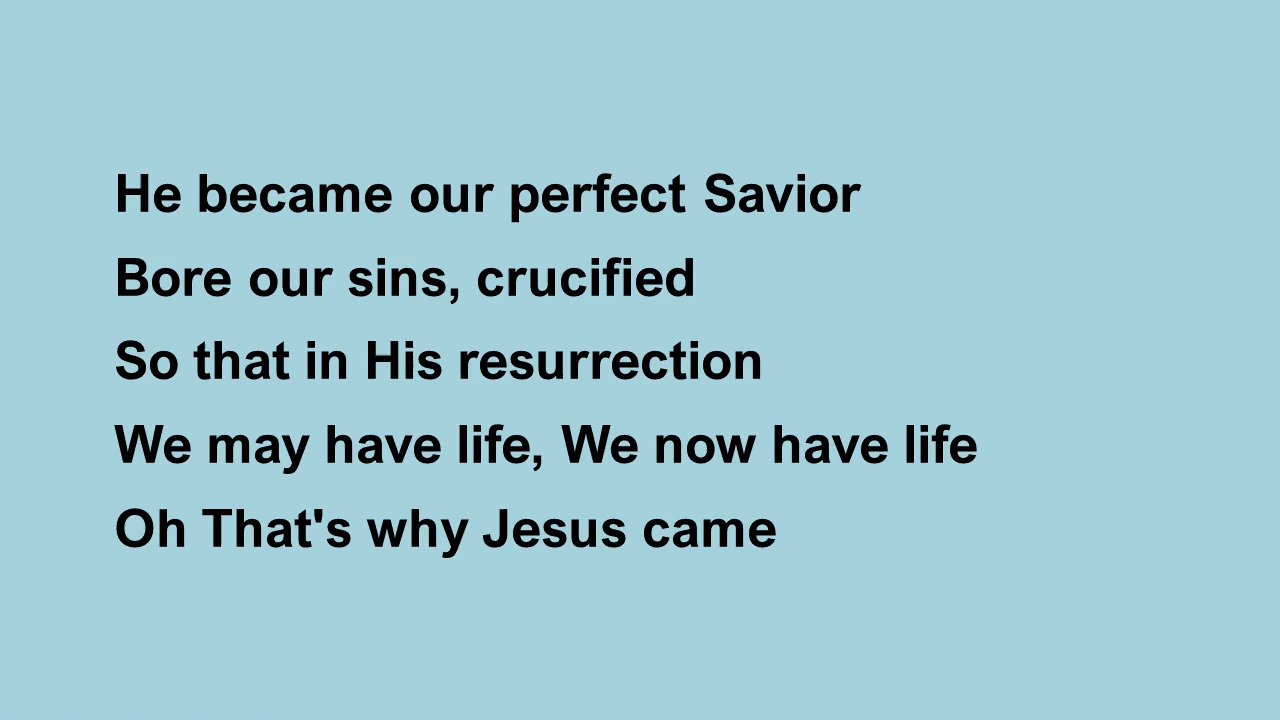 He became our perfect Savior
Bore our sins, crucified
So that in His resurrection
We may have life, We now have life
Oh That's why Jesus came